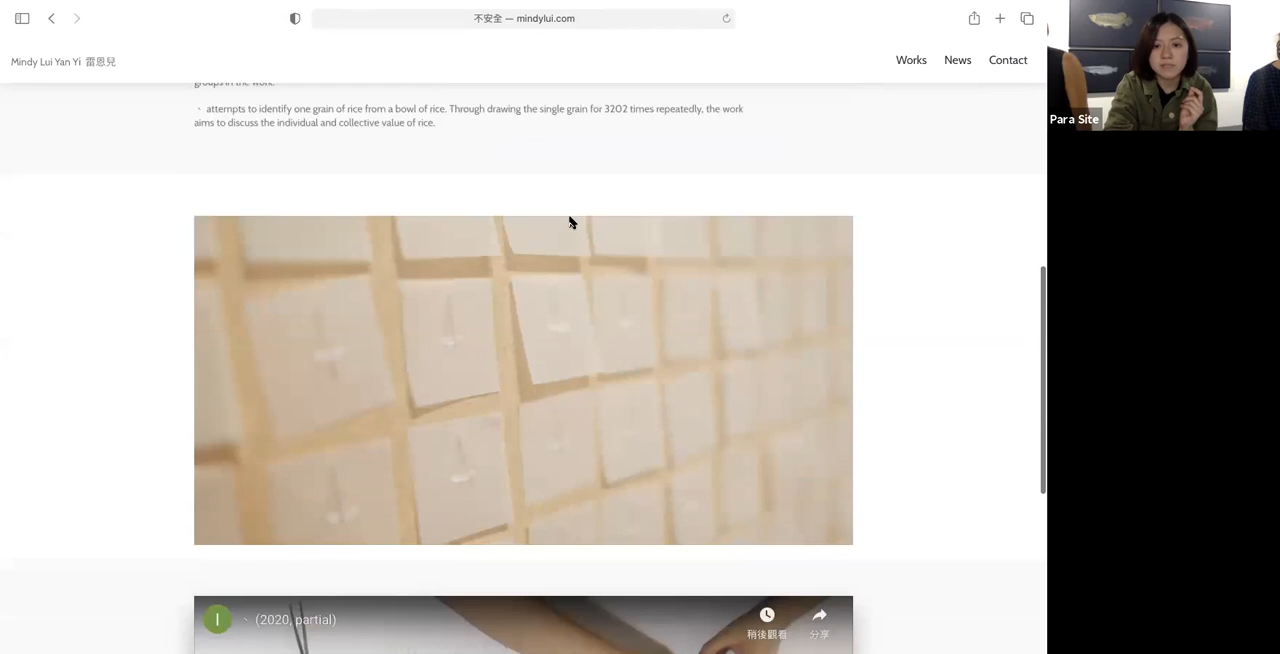 不安全 — mindylui.com
Mindy Lui Yan Yi 雷恩兒
Works News Contact
Para Site
groups in the work.
、 attempts to identify one grain of rice from a bowl of rice. Through drawing the single grain for 3202 times repeatedly, the work
aims to discuss the individual and collective value of rice.
I 、 (2020, partial)
稍後觀看 分享